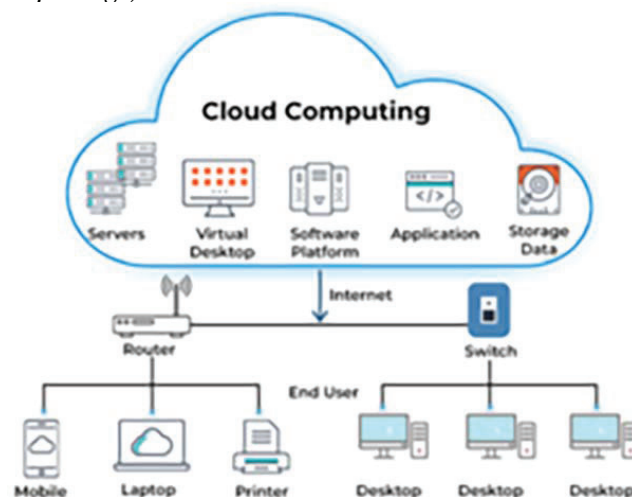 Cloud Computing
Servers
Virtual
Desktop
Software
Platform
</>
Application
Storage
Data
Internet
Router
Switch
End User
Mobile
Laptop
Printer
Desktop
Desktop
Desktop